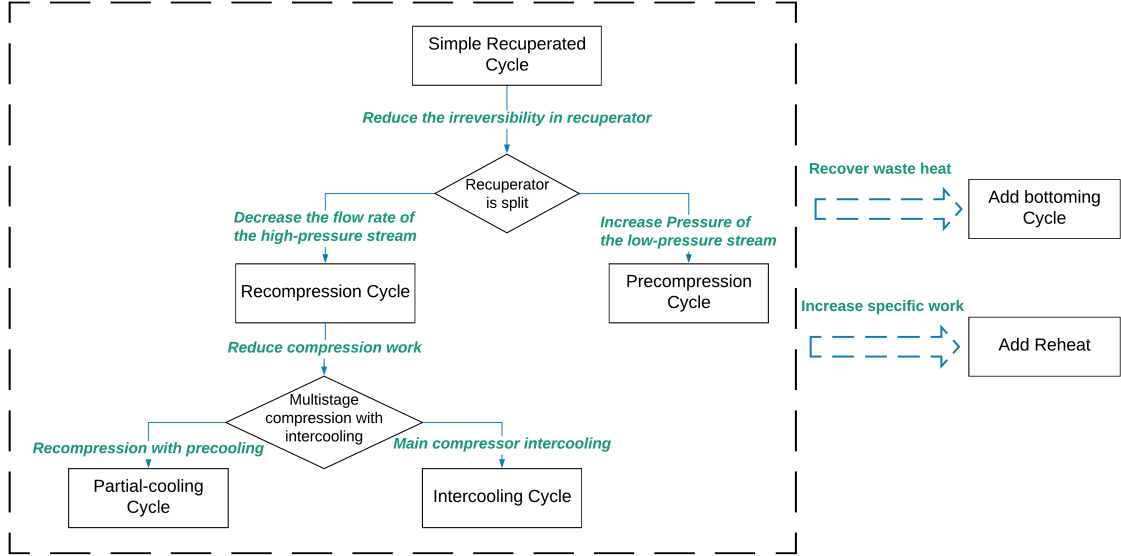 Simple Recuperated
Cycle
Reduce the irreversibility in recuperator
Recuperator
is split
Decrease the flow rate of
the high-pressure stream
Increase Pressure of
the low-pressure stream
Recompression Cycle
Precompression
Cycle
Reduce compression work
Multistage
compression with
intercooling
Recompression with precooling
Main compressor intercooling
Partial-cooling
Cycle
Intercooling Cycle
Recover waste heat
Add bottoming
Cycle
Increase specific work
Add Reheat